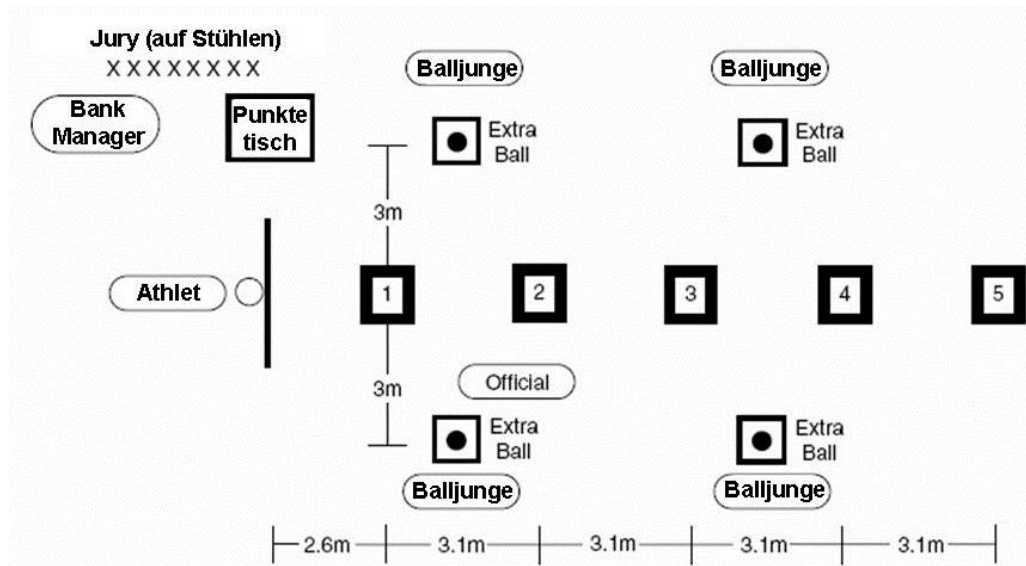 Jury (auf Stühlen)
X X X X X X X X
Bank
Manager
Punkte
tisch
Balljunge
Balljunge
Extra
Ball
Extra
Ball
3m
Athlet
1
2
3
4
5
3m
Official
Extra
Ball
Extra
Ball
Balljunge
Balljunge
2.6m
3.1m
3.1m
3.1m
3.1m